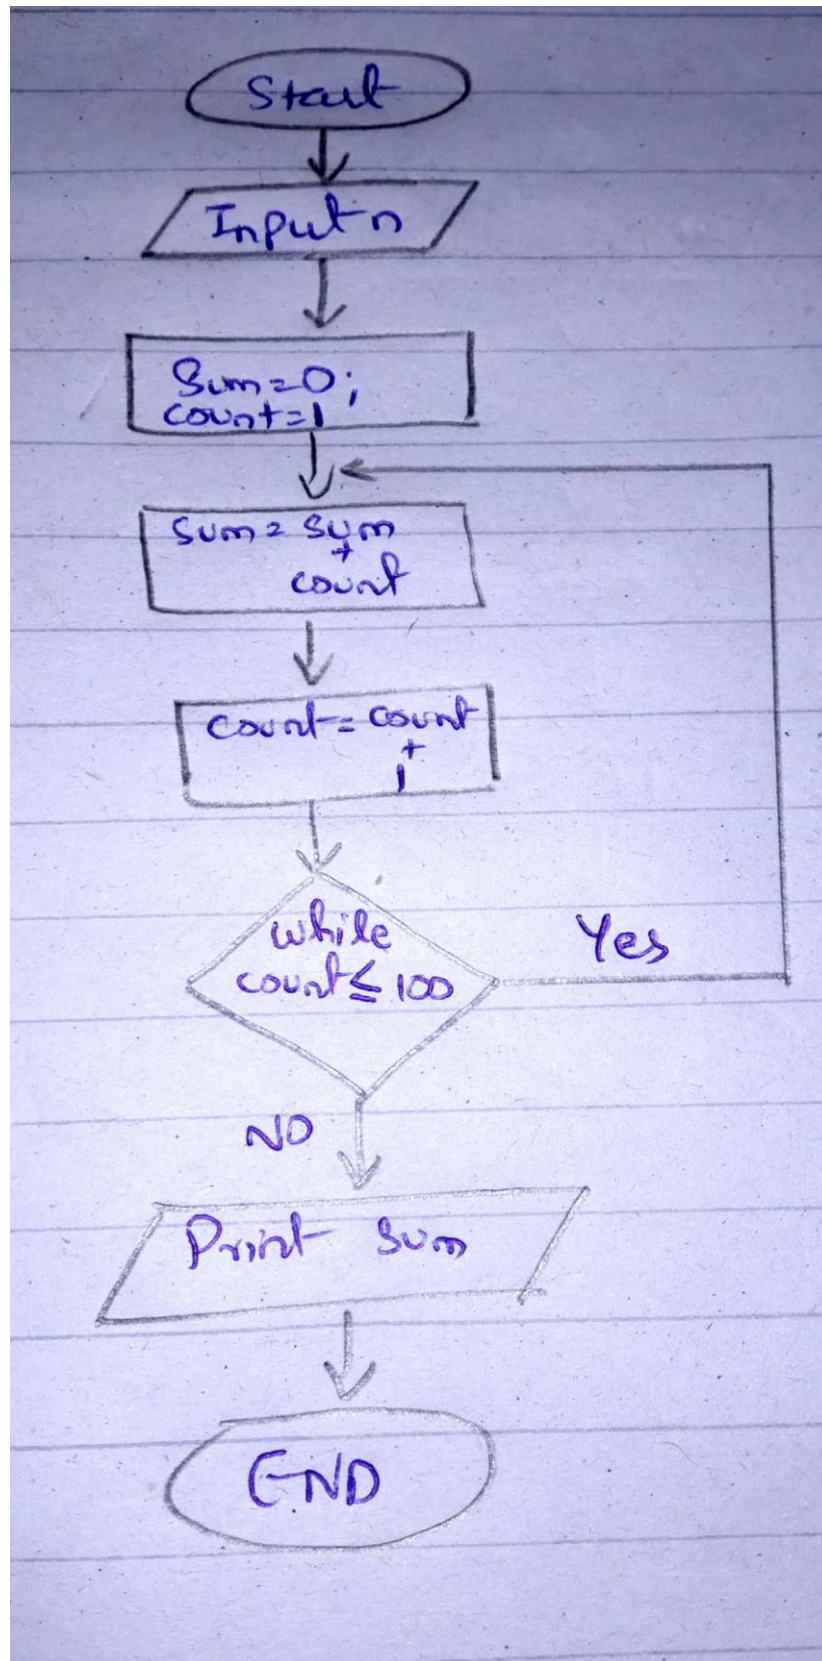 Start
Input n
Sum=0;
count=1
Sum= Sum
+
count
count= count
+
1
while
count≤100
Yes
NO
Print Sum
END